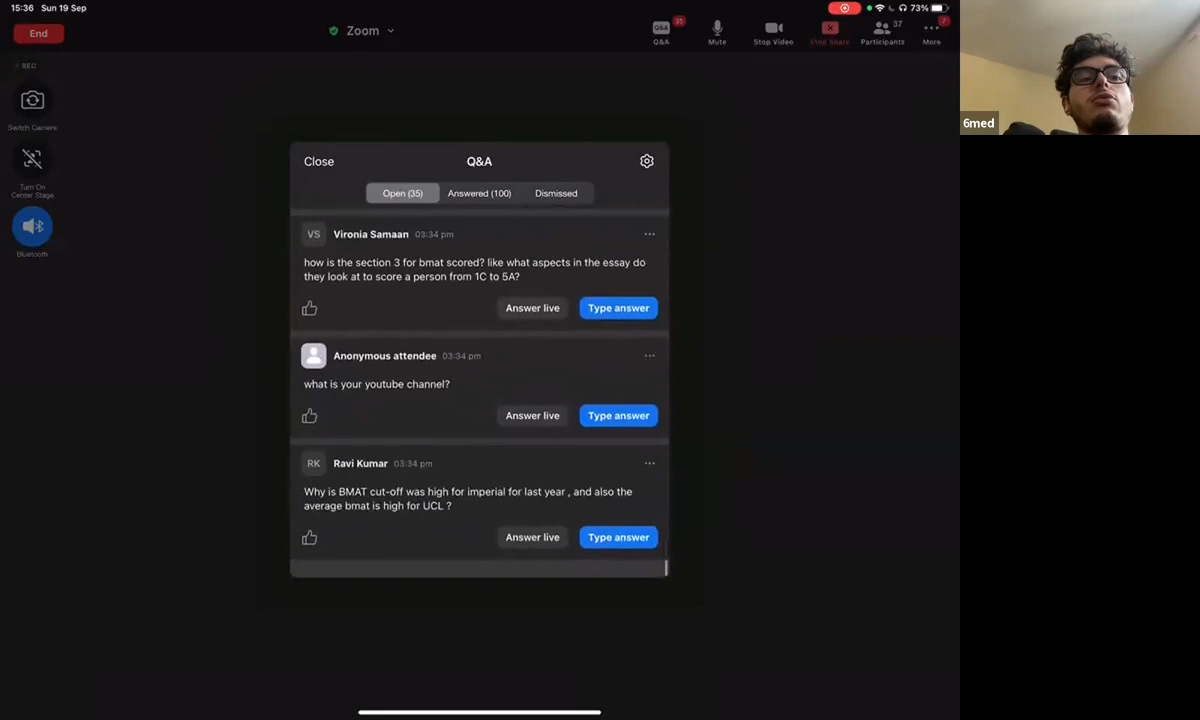 15:36 Sun 19 Sep
73%
End
Zoom
Q&A
35
Q&A
Mute
Stop Video
Stop Share
37
Participants
7
More
REC
Switch Camera
Turn On
Center Stage
Bluetooth
6med
Close
Q&A
Open (35)
Answered (100)
Dismissed
VS
Vironia Samaan 03:34 pm
how is the section 3 for bmat scored? like what aspects in the essay do
they look at to score a person from 1C to 5A?
Answer live
Type answer
Anonymous attendee 03:34 pm
what is your youtube channel?
Answer live
Type answer
RK
Ravi Kumar 03:34 pm
Why is BMAT cut-off was high for imperial for last year , and also the
average bmat is high for UCL ?
Answer live
Type answer